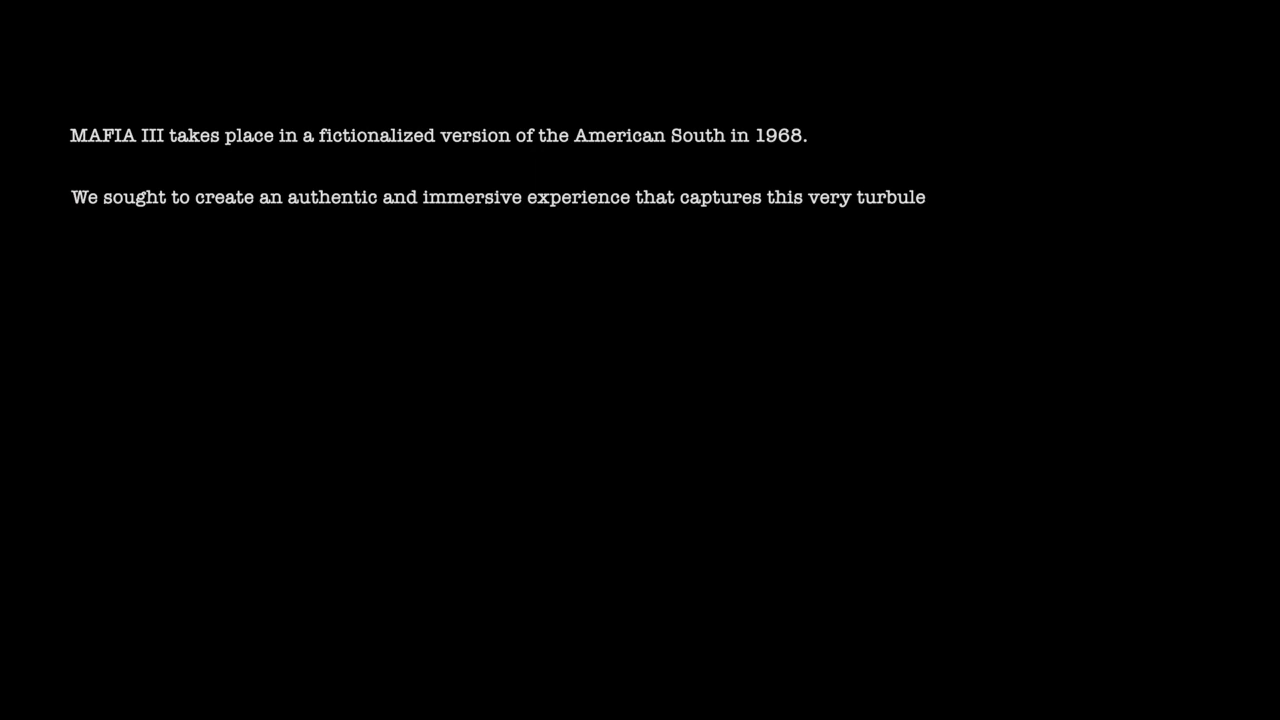 MAFIA III takes place in a fictionalized version of the American South in 1968.
We sought to create an authentic and immersive experience that captures this very turbule